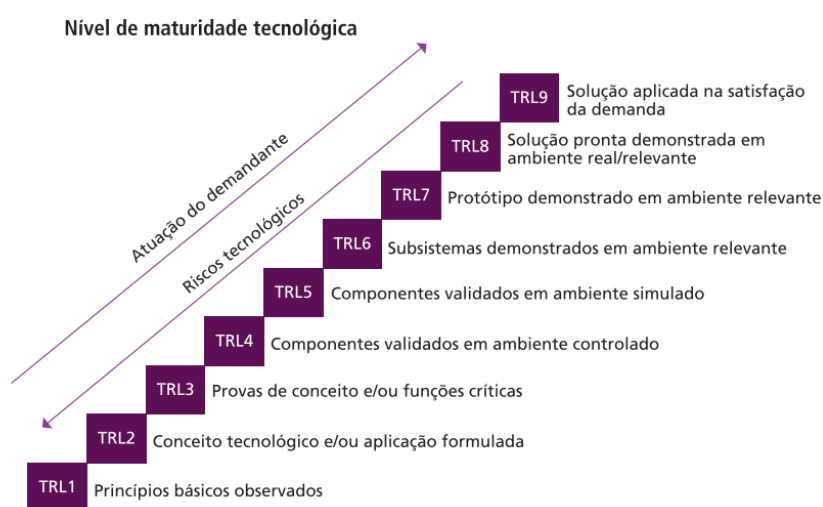 Nível de maturidade tecnológica
Atuação do demandante
Riscos tecnológicos
TRL9
Solução aplicada na satisfação
da demanda
TRL8
Solução pronta demonstrada em
ambiente real/relevante
TRL7
Protótipo demonstrado em ambiente relevante
TRL6
Subsistemas demonstrados em ambiente relevante
TRL5
Componentes validados em ambiente simulado
TRL4
Componentes validados em ambiente controlado
TRL3
Provas de conceito e/ou funções críticas
TRL2
Conceito tecnológico e/ou aplicação formulada
TRL1
Princípios básicos observados